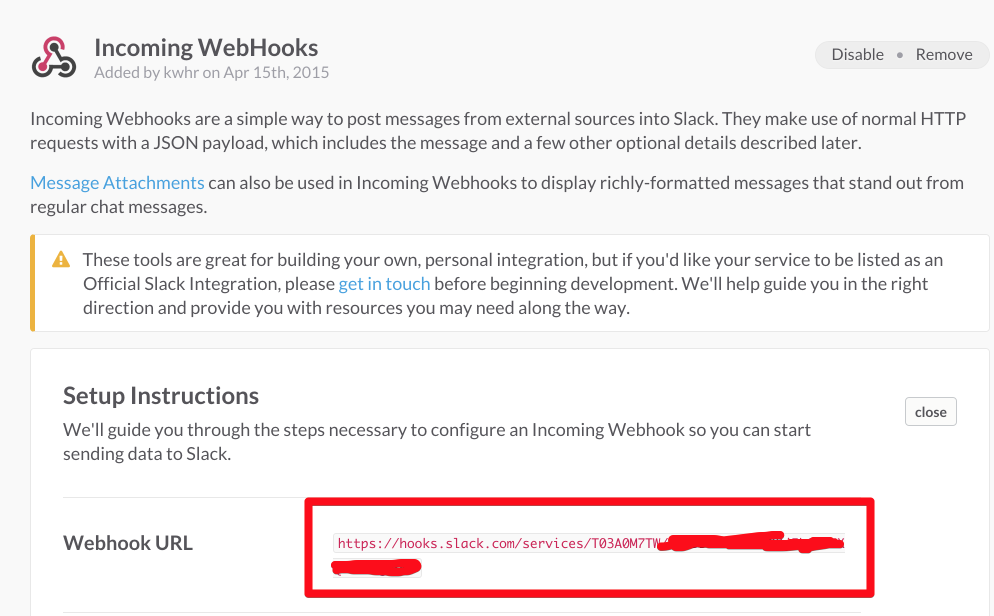 Incoming WebHooks
Added by kwhr on Apr 15th, 2015
Disable • Remove
Incoming Webhooks are a simple way to post messages from external sources into Slack. They make use of normal HTTP
requests with a JSON payload, which includes the message and a few other optional details described later.
Message Attachments can also be used in Incoming Webhooks to display richly-formatted messages that stand out from
regular chat messages.
These tools are great for building your own, personal integration, but if you'd like your service to be listed as an
Official Slack Integration, please get in touch before beginning development. We'll help guide you in the right
direction and provide you with resources you may need along the way.
Setup Instructions
close
We'll guide you through the steps necessary to configure an Incoming Webhook so you can start
sending data to Slack.
Webhook URL
https://hooks.slack.com/services/T03A0M7TW/